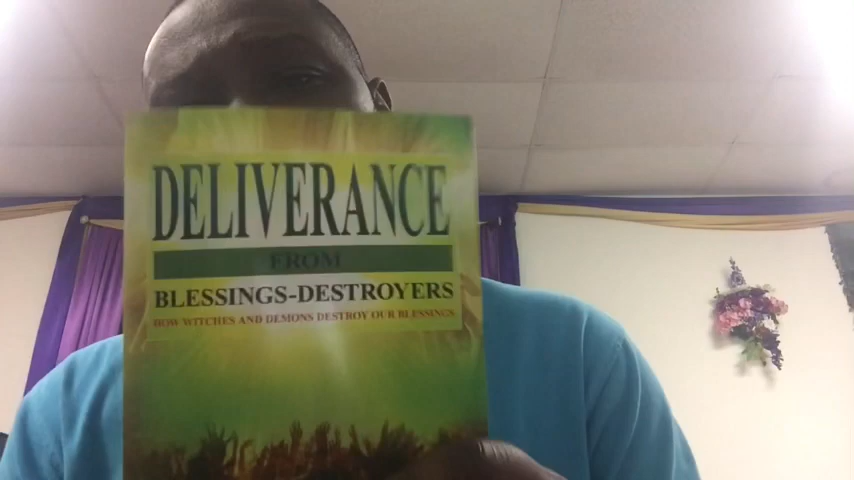 DELIVERANCE
FROM
BLESSINGS-DESTROYERS
HOW WITCHES AND DEMONS DESTROY OUR BLESSINGS